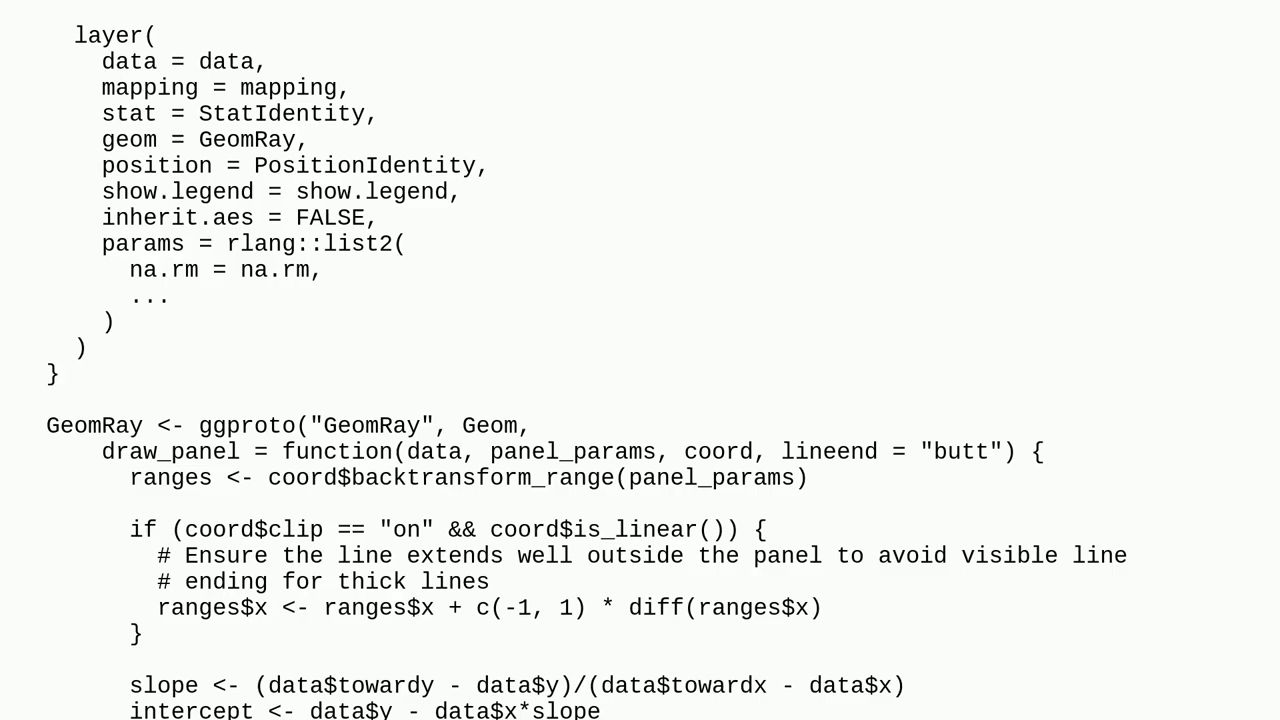 layer(
data = data,
mapping = mapping,
stat = StatIdentity,
geom = GeomRay,
position = PositionIdentity,
show.legend = show.legend,
inherit.aes = FALSE,
params = rlang::list2(
na.rm = na.rm,
...
)
)
}
GeomRay <- ggproto("GeomRay", Geom,
draw_panel = function(data, panel_params, coord, lineend = "butt") {
ranges <- coord$backtransform_range(panel_params)
if (coord$clip == "on" && coord$is_linear()) {
# Ensure the line extends well outside the panel to avoid visible line
# ending for thick lines
ranges$x <- ranges$x + c(-1, 1) * diff(ranges$x)
}
slope <- (data$towardy - data$y)/(data$towardx - data$x)
intercept <- data$y - data$x*slope